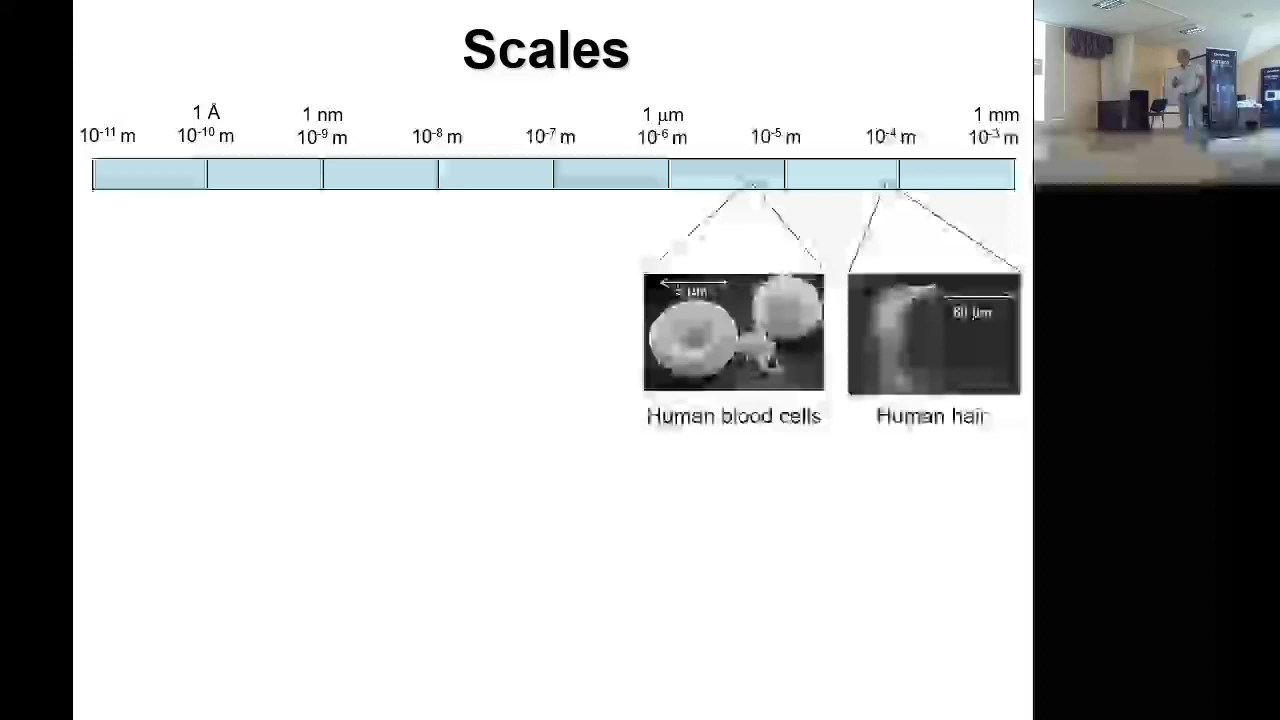 Scales
1 Å 1 nm 1 μm 1 mm
10⁻¹¹ m 10⁻¹⁰ m 10⁻⁹ m 10⁻⁸ m 10⁻⁷ m 10⁻⁶ m 10⁻⁵ m 10⁻⁴ m 10⁻³ m
60 μm
Human blood cells Human hair